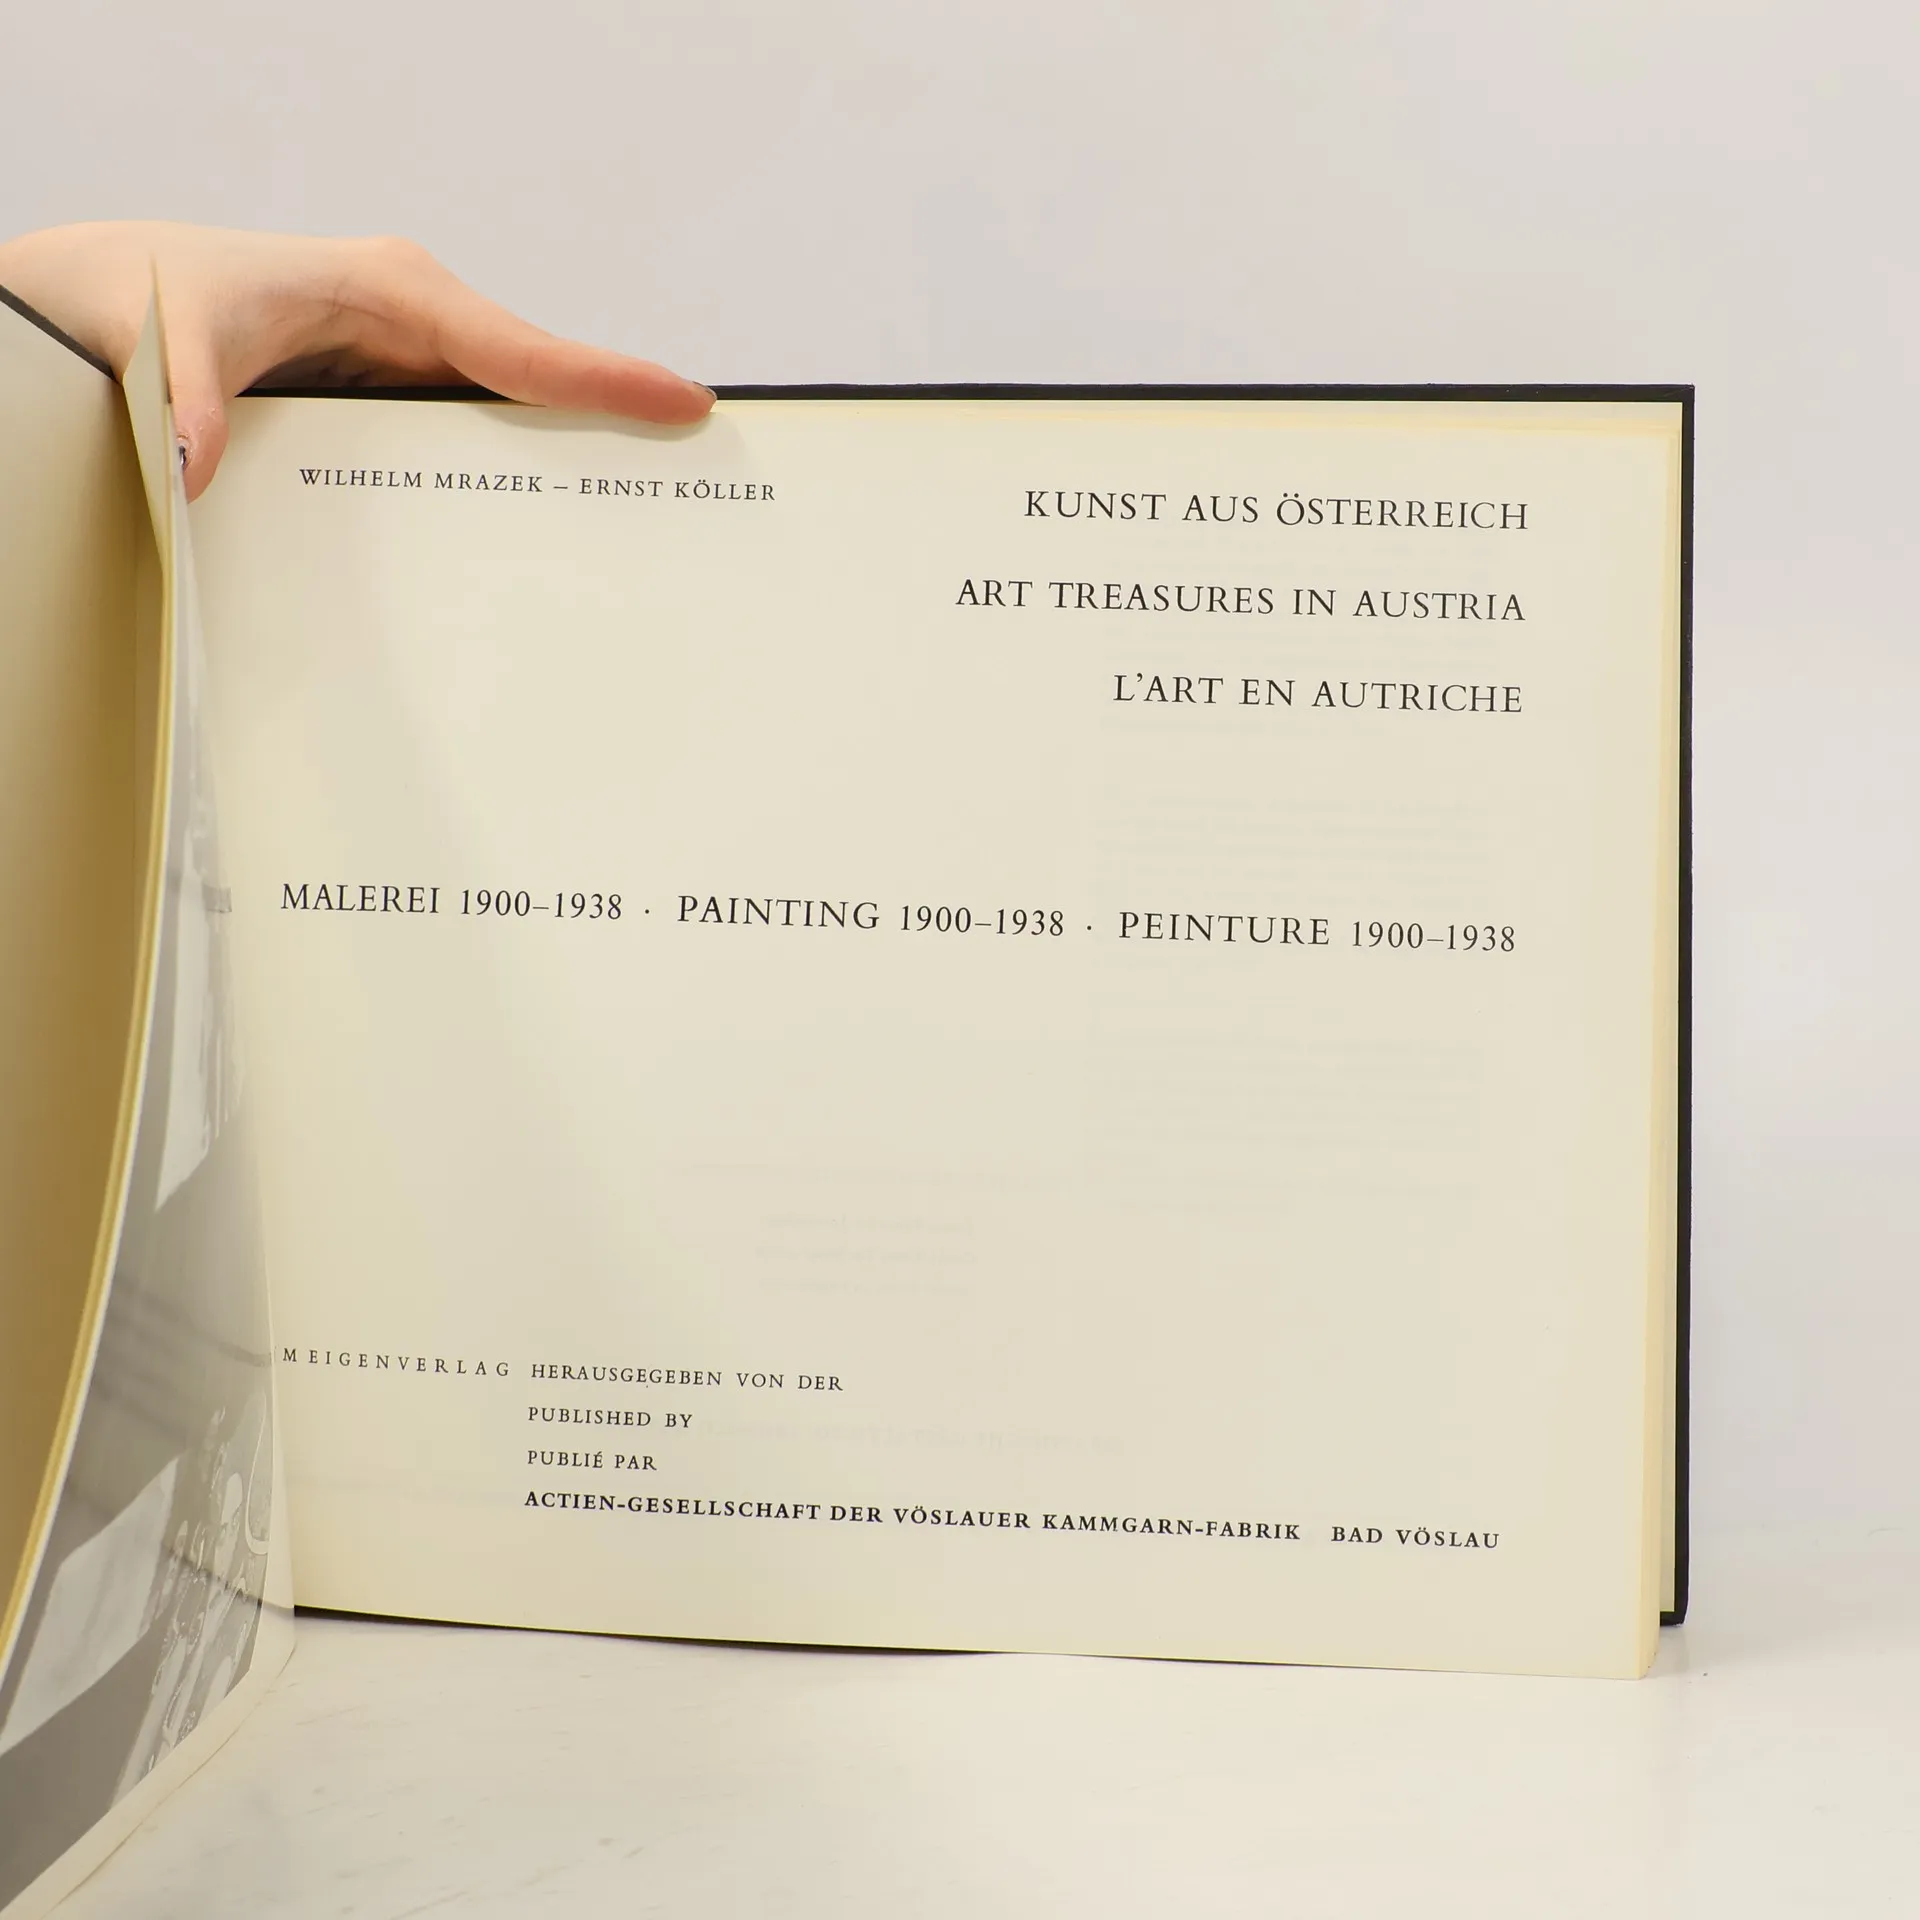 WILHELM MRAZEK – ERNST KÖLLER
KUNST AUS ÖSTERREICH
ART TREASURES IN AUSTRIA
L’ART EN AUTRICHE
MALEREI 1900–1938 · PAINTING 1900–1938 · PEINTURE 1900–1938
M EIGENVERLAG HERAUSGEGEBEN VON DER
PUBLISHED BY
PUBLIÉ PAR
ACTIEN-GESELLSCHAFT DER VÖSLAUER KAMMGARN-FABRIK BAD VÖSLAU